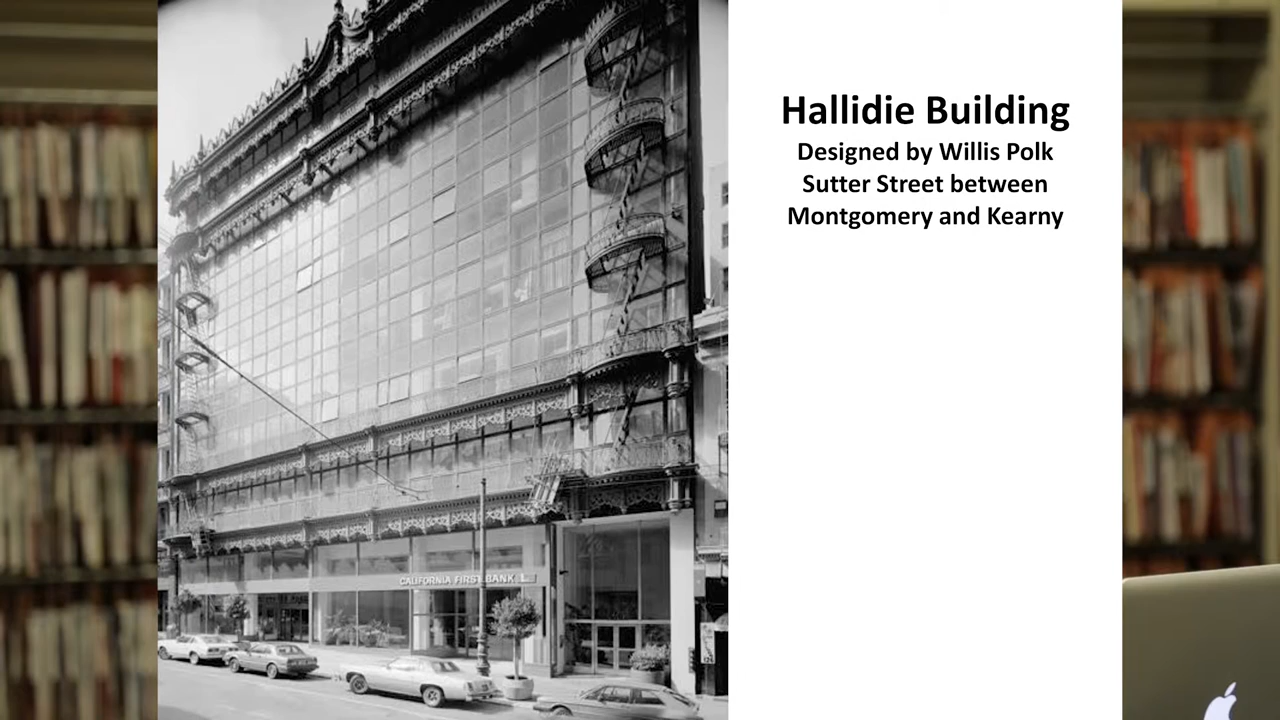 Hallidie Building
Designed by Willis Polk
Sutter Street between
Montgomery and Kearny
CALIFORNIA FIRST BANK